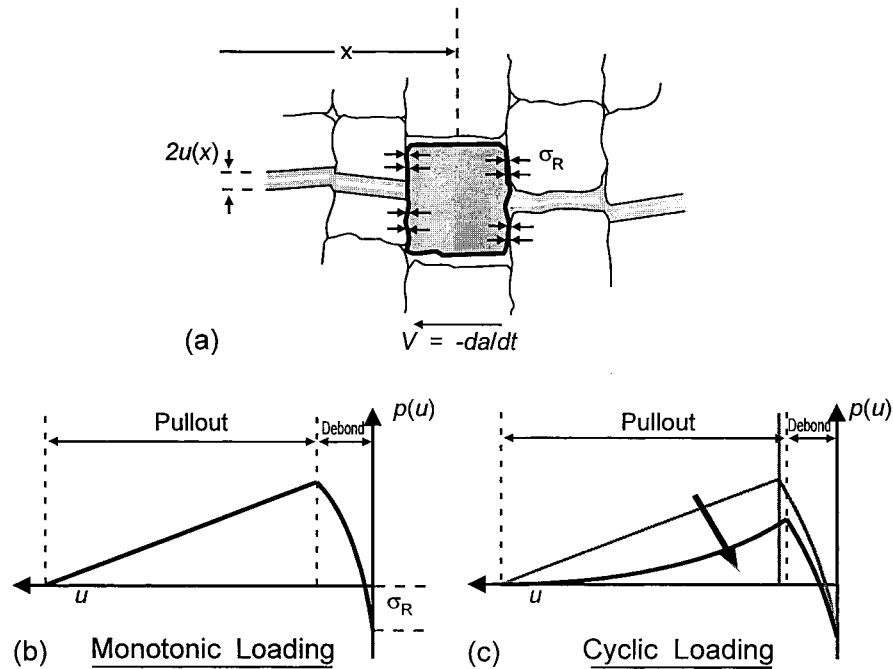 x
2u(x)
σR
(a)
V = -da/dt
Pullout
Debond
p(u)
u
σR
(b) Monotonic Loading
Pullout
Debond
p(u)
u
(c) Cyclic Loading